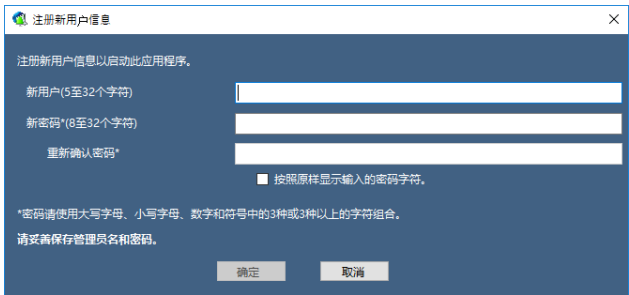 注册新用户信息
注册新用户信息以启动此应用程序。
新用户(5至32个字符)
新密码*(8至32个字符)
重新确认密码*
按照原样显示输入的密码字符。
*密码请使用大写字母、小写字母、数字和符号中的3种或3种以上的字符组合。
请妥善保存管理员名和密码。
确定 取消